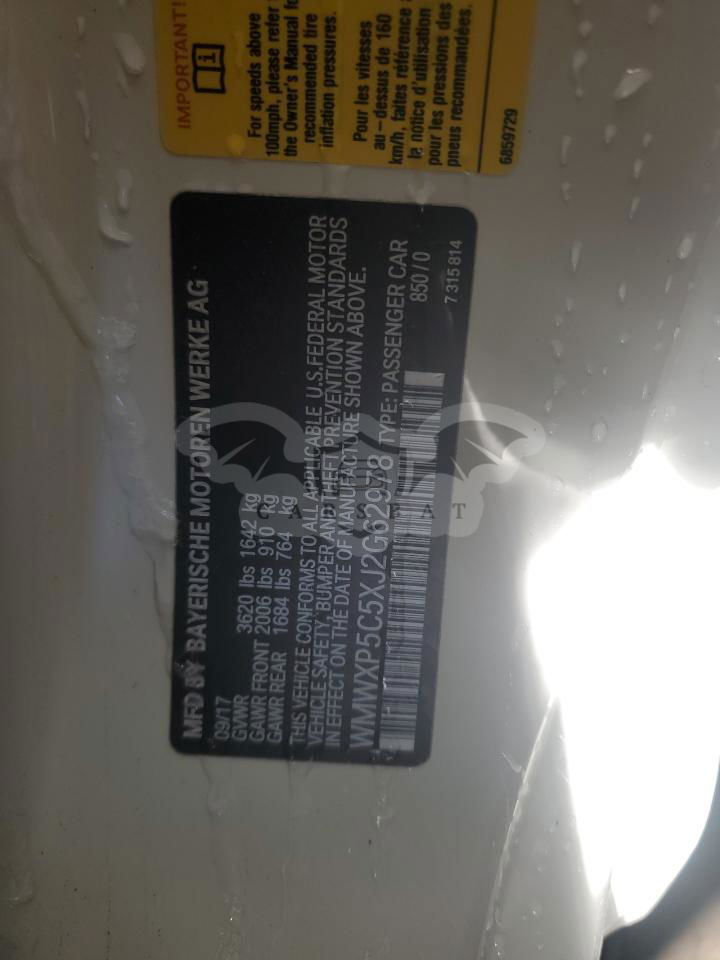 IMPORTANT!
For speeds above
100mph, please refer
the Owner's Manual fo
recommended tire
inflation pressures.
Pour les vitesses
au-dessus de 160
km/h, faites référence
la notice d'utilisation
pour les pressions des
pneus recommandées.
6859729
MFD BY BAYERISCHE MOTOREN WERKE AG
09/17
GVWR 3620 lbs 1642 kg
GAWR FRONT 2006 lbs 910 kg
GAWR REAR 1684 lbs 764 kg
THIS VEHICLE CONFORMS TO ALL APPLICABLE U.S.FEDERAL MOTOR
VEHICLE SAFETY, BUMPER AND THEFT PREVENTION STANDARDS
IN EFFECT ON THE DATE OF MANUFACTURE SHOWN ABOVE.
WMWXP5C5XJ2G62978 TYPE: PASSENGER CAR
850/0
7 315 814